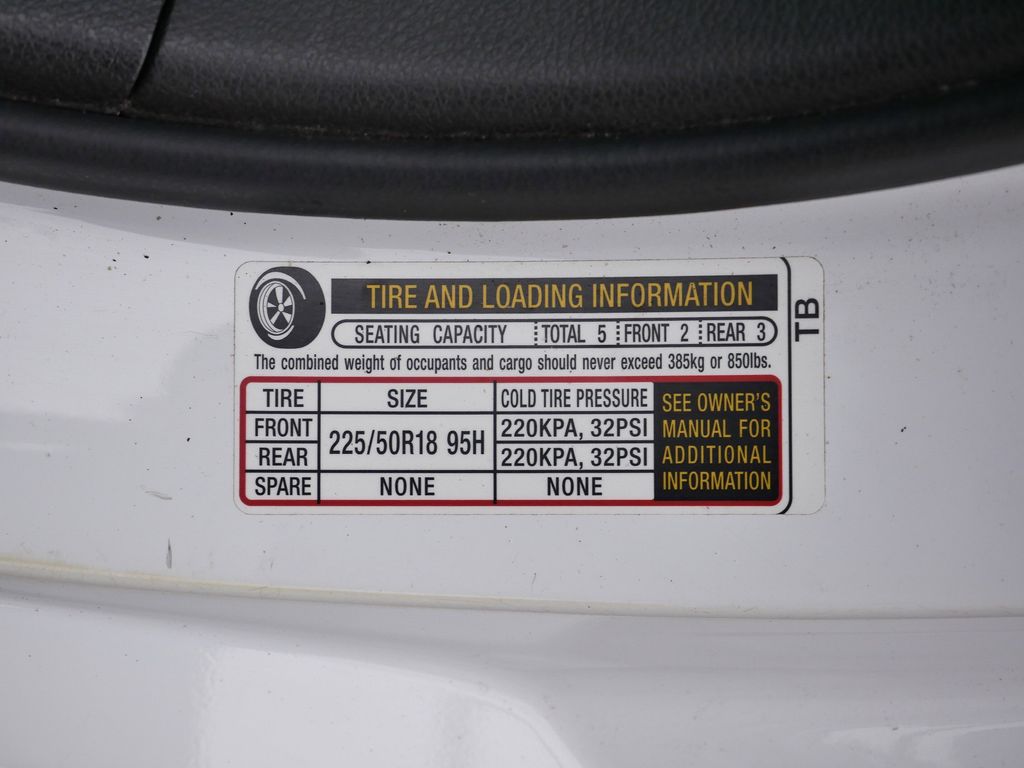 TIRE AND LOADING INFORMATION
SEATING CAPACITY TOTAL 5 FRONT 2 REAR 3
The combined weight of occupants and cargo should never exceed 385kg or 850lbs.
TIRE SIZE COLD TIRE PRESSURE
FRONT 225/50R18 95H 220KPA, 32PSI
REAR 220KPA, 32PSI
SPARE NONE NONE
SEE OWNER'S
MANUAL FOR
ADDITIONAL
INFORMATION
TB